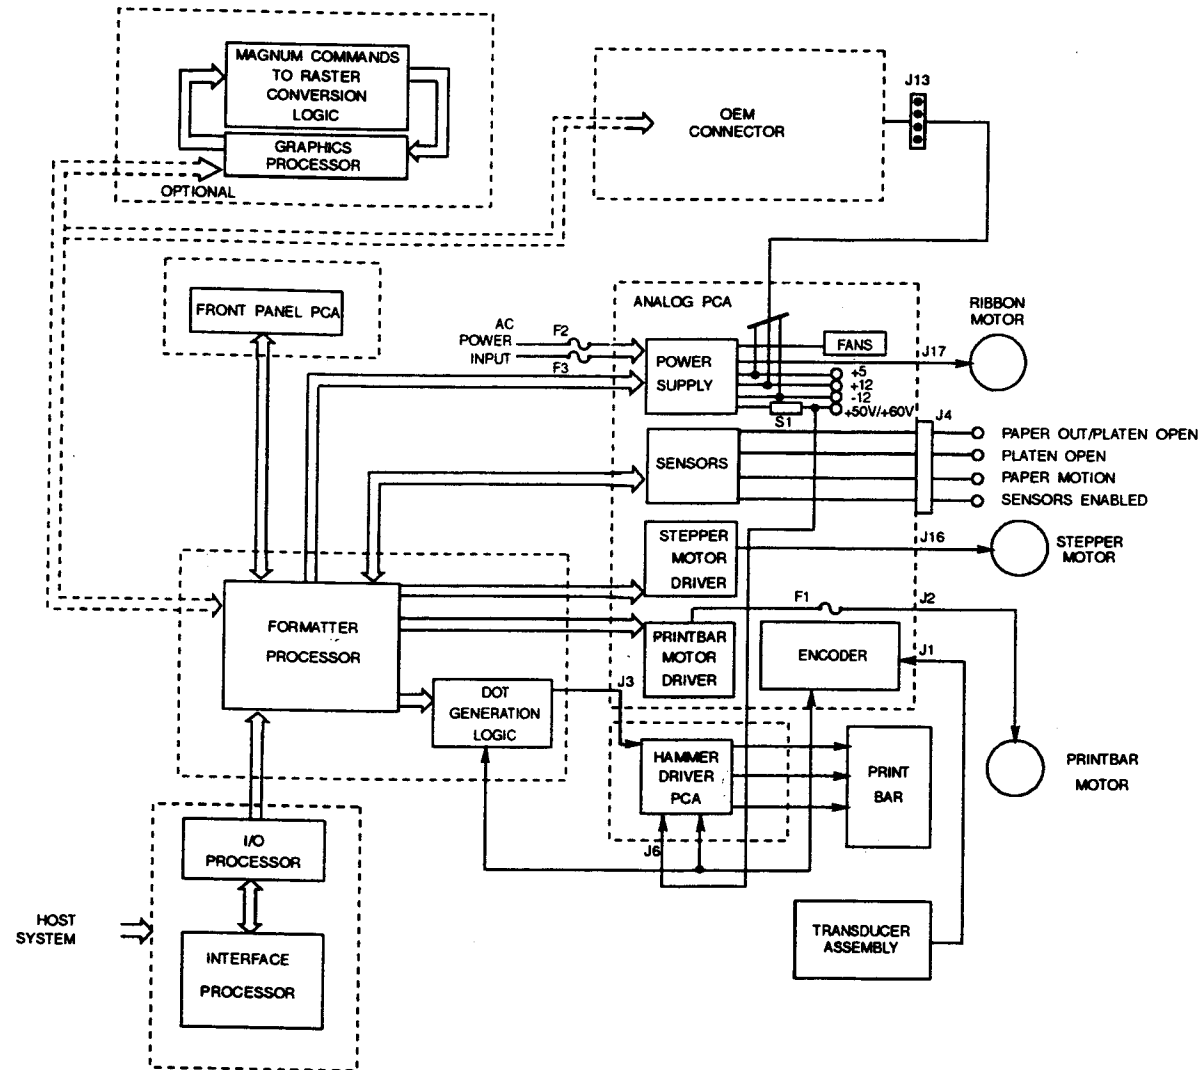 MAGNUM COMMANDS
TO RASTER
CONVERSION
LOGIC
GRAPHICS
PROCESSOR
OPTIONAL
OEM
CONNECTOR
J13
FRONT PANEL PCA
ANALOG PCA
RIBBON
MOTOR
AC
POWER
INPUT
F2
F3
POWER
SUPPLY
FANS
J17
+5
+12
-12
+50V/+60V
S1
J4
SENSORS
PAPER OUT/PLATEN OPEN
PLATEN OPEN
PAPER MOTION
SENSORS ENABLED
STEPPER
MOTOR
DRIVER
J16
STEPPER
MOTOR
FORMATTER
PROCESSOR
F1
J2
PRINTBAR
MOTOR
DRIVER
ENCODER
J1
J3
DOT
GENERATION
LOGIC
HAMMER
DRIVER
PCA
PRINT
BAR
PRINTBAR
MOTOR
J6
I/O
PROCESSOR
HOST
SYSTEM
INTERFACE
PROCESSOR
TRANSDUCER
ASSEMBLY